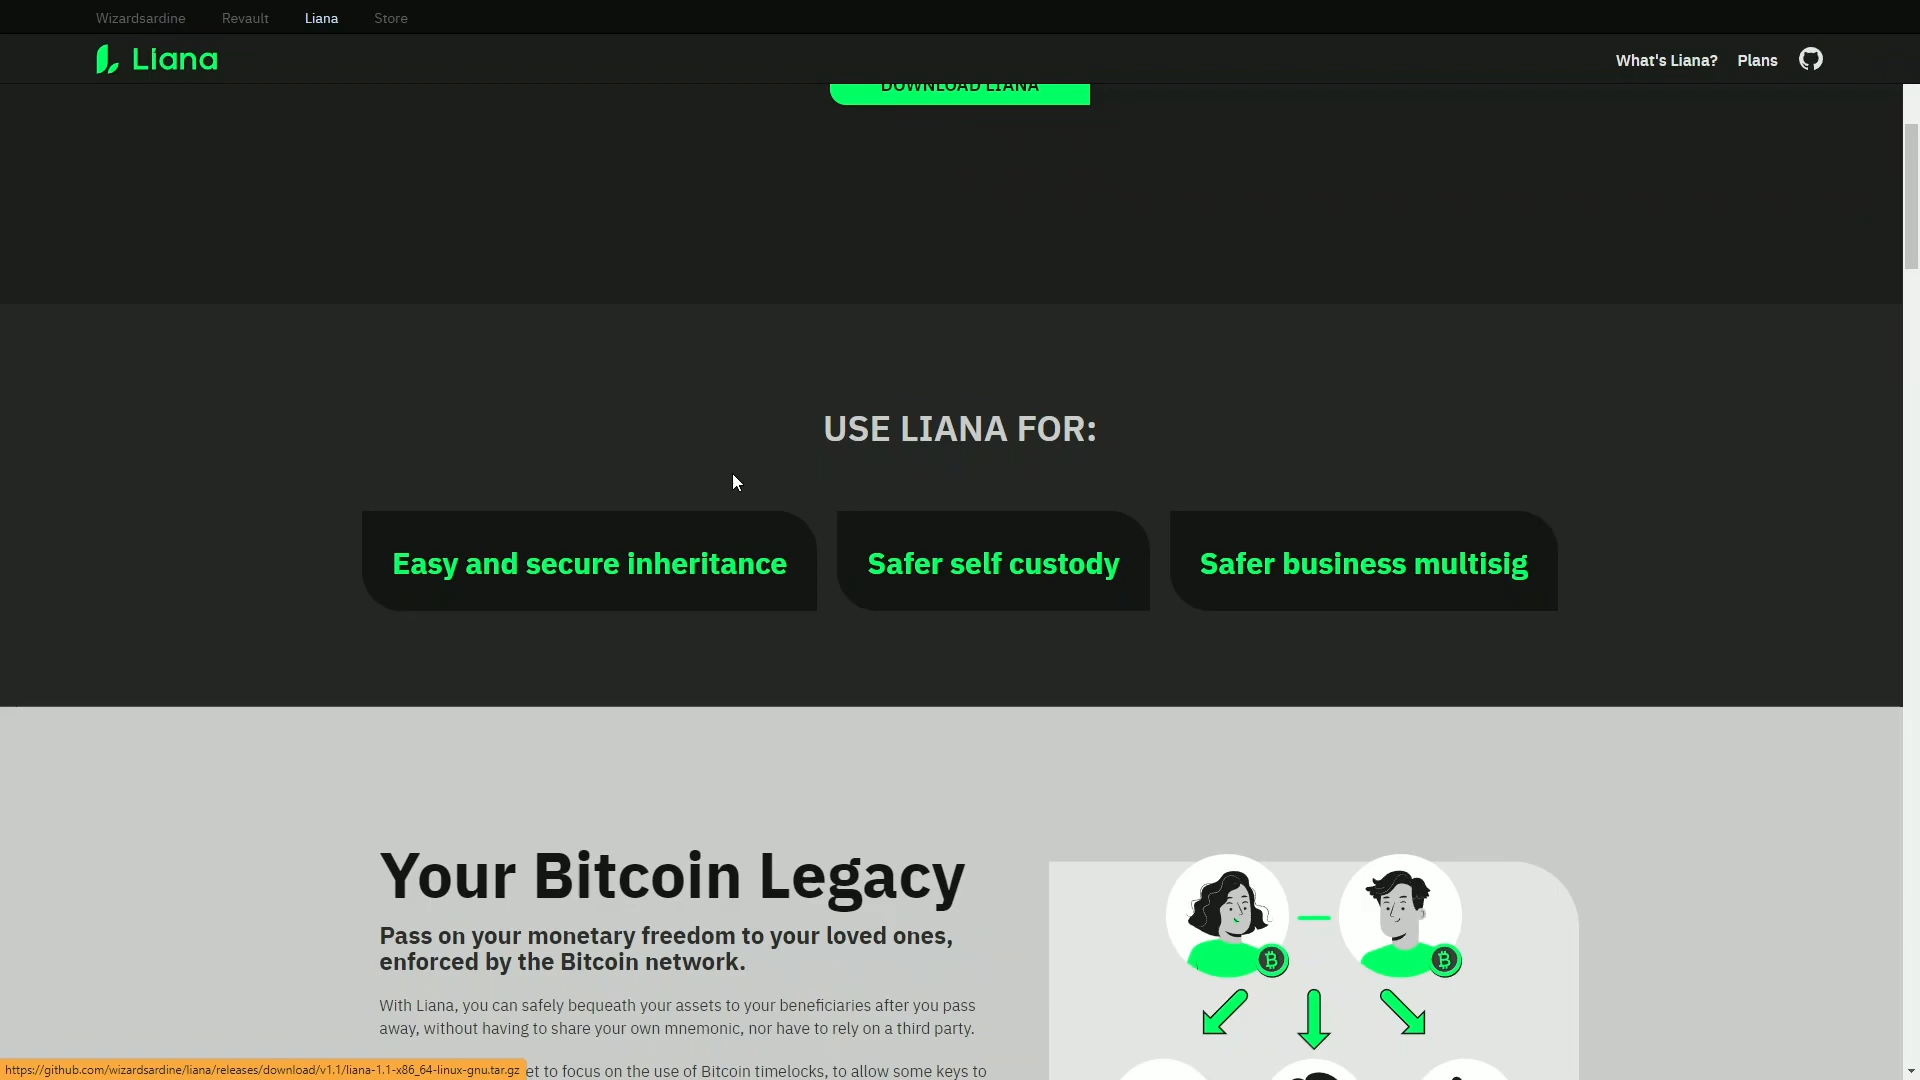 Wizardsardine Revault Liana Store
Liana What's Liana? Plans
DOWNLOAD LIANA
USE LIANA FOR:
Easy and secure inheritance Safer self custody Safer business multisig
Your Bitcoin Legacy
Pass on your monetary freedom to your loved ones,
enforced by the Bitcoin network.
With Liana, you can safely bequeath your assets to your beneficiaries after you pass
away, without having to share your own mnemonic, nor have to rely on a third party.
https://github.com/wizardsardine/liana/releases/download/v1.1/liana-1.1-x86_64-linux-gnu.tar.gz
to focus on the use of Bitcoin timelocks, to allow some keys to